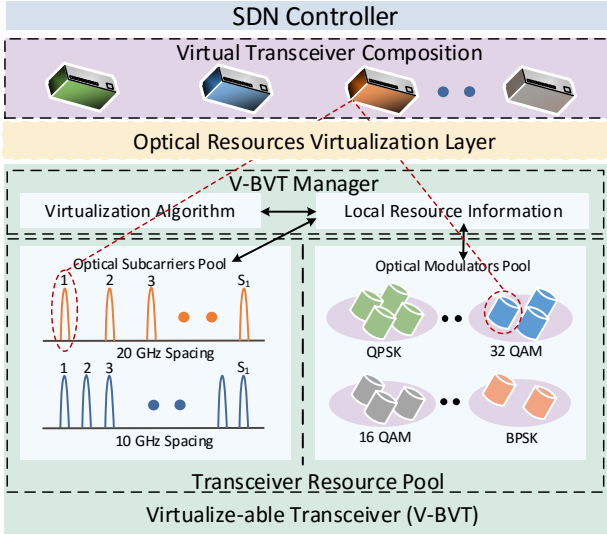 SDN Controller
Virtual Transceiver Composition
Optical Resources Virtualization Layer
V-BVT Manager
Virtualization Algorithm
Local Resource Information
Optical Subcarriers Pool
1 2 3 S1
20 GHz Spacing
1 2 3 S1
10 GHz Spacing
Optical Modulators Pool
QPSK
32 QAM
16 QAM
BPSK
Transceiver Resource Pool
Virtualize-able Transceiver (V-BVT)